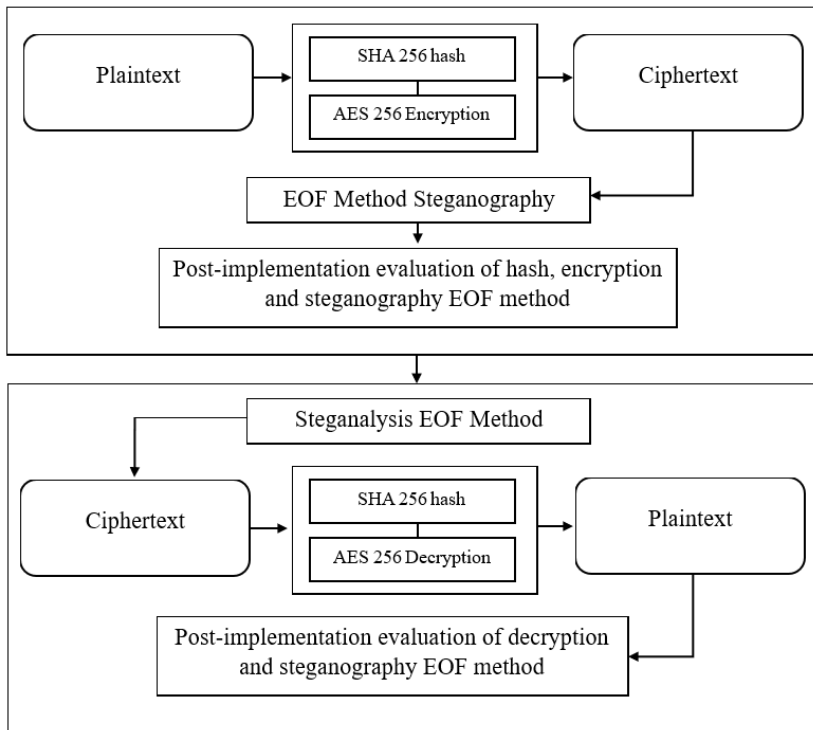 Plaintext
SHA 256 hash
AES 256 Encryption
Ciphertext
EOF Method Steganography
Post-implementation evaluation of hash, encryption
and steganography EOF method
Steganalysis EOF Method
Ciphertext
SHA 256 hash
AES 256 Decryption
Plaintext
Post-implementation evaluation of decryption
and steganography EOF method